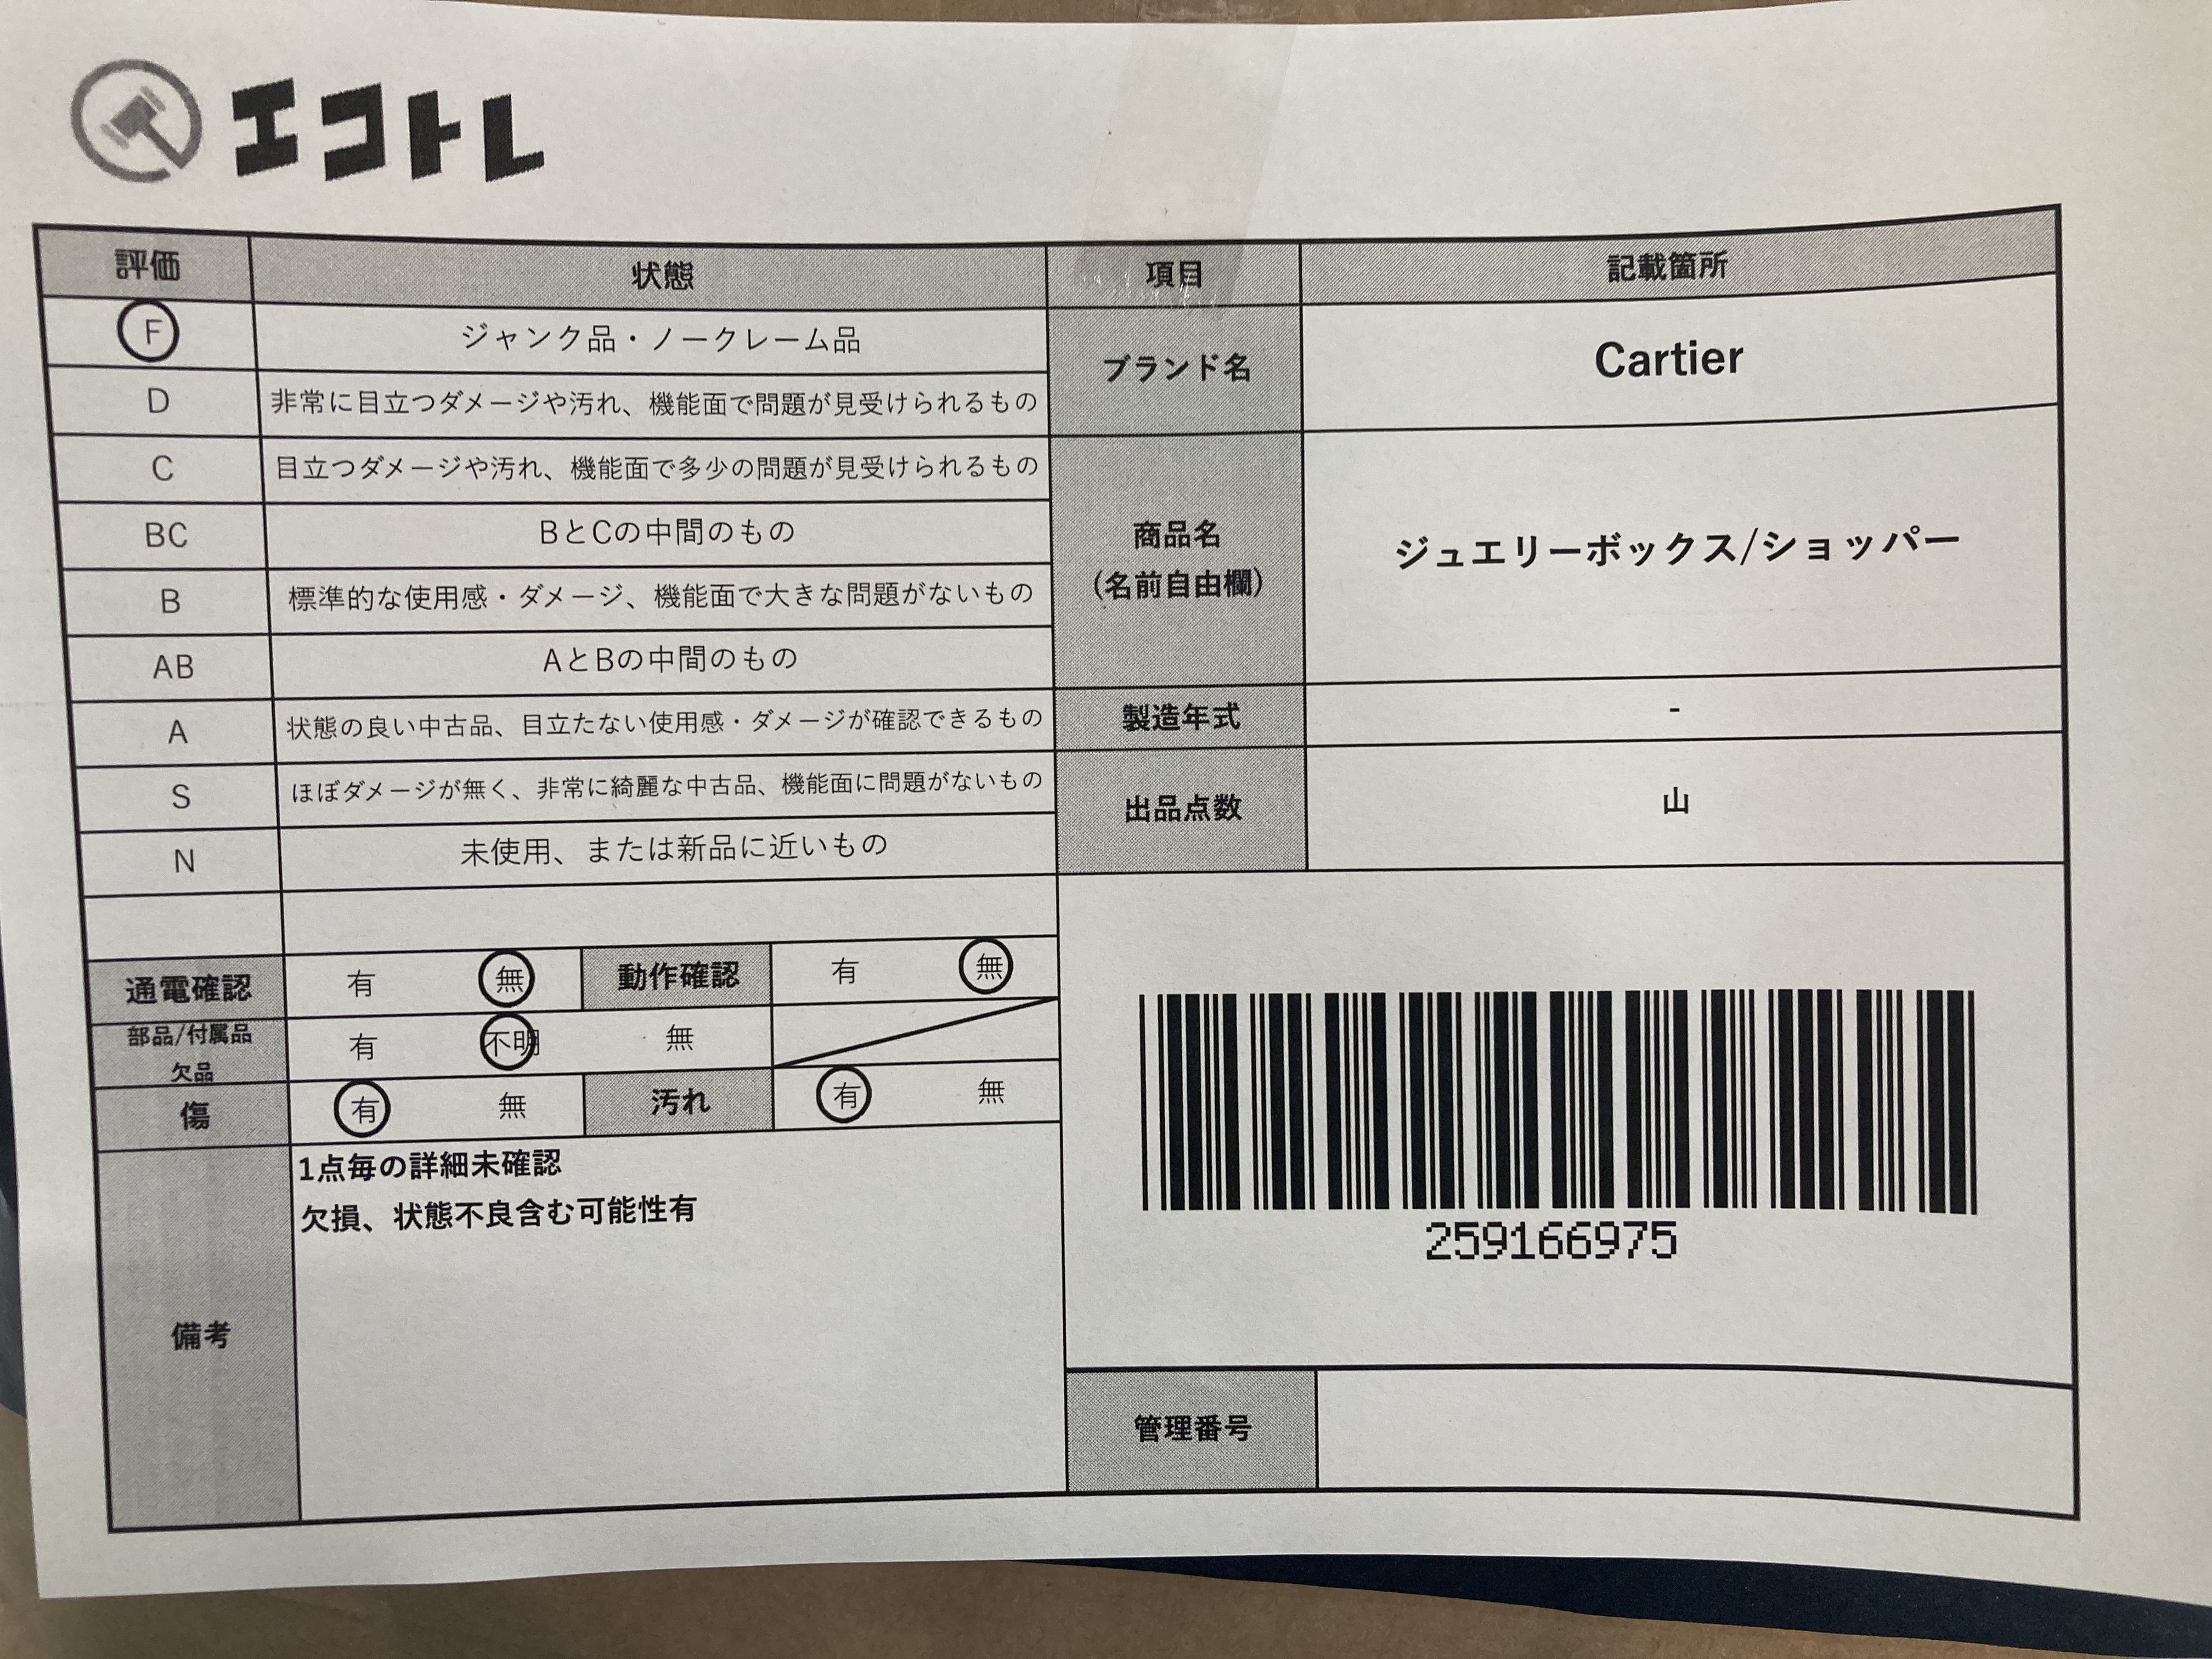 エコトレ
評価 状態 項目 記載箇所
F ジャンク品・ノークレーム品
D 非常に目立つダメージや汚れ、機能面で問題が見受けられるもの
C 目立つダメージや汚れ、機能面で多少の問題が見受けられるもの
BC BとCの中間のもの
B 標準的な使用感・ダメージ、機能面で大きな問題がないもの
AB AとBの中間のもの
A 状態の良い中古品、目立たない使用感・ダメージが確認できるもの
S ほぼダメージが無く、非常に綺麗な中古品、機能面に問題がないもの
N 未使用、または新品に近いもの
ブランド名 Cartier
商品名
(名前自由欄)
ジュエリーボックス/ショッパー
製造年式 -
出品点数 山
通電確認 有 無 動作確認 有 無
部品/付属品
欠品
有 不明 無
傷 有 無 汚れ 有 無
備考
1点毎の詳細未確認
欠損、状態不良含む可能性有
259166975
管理番号